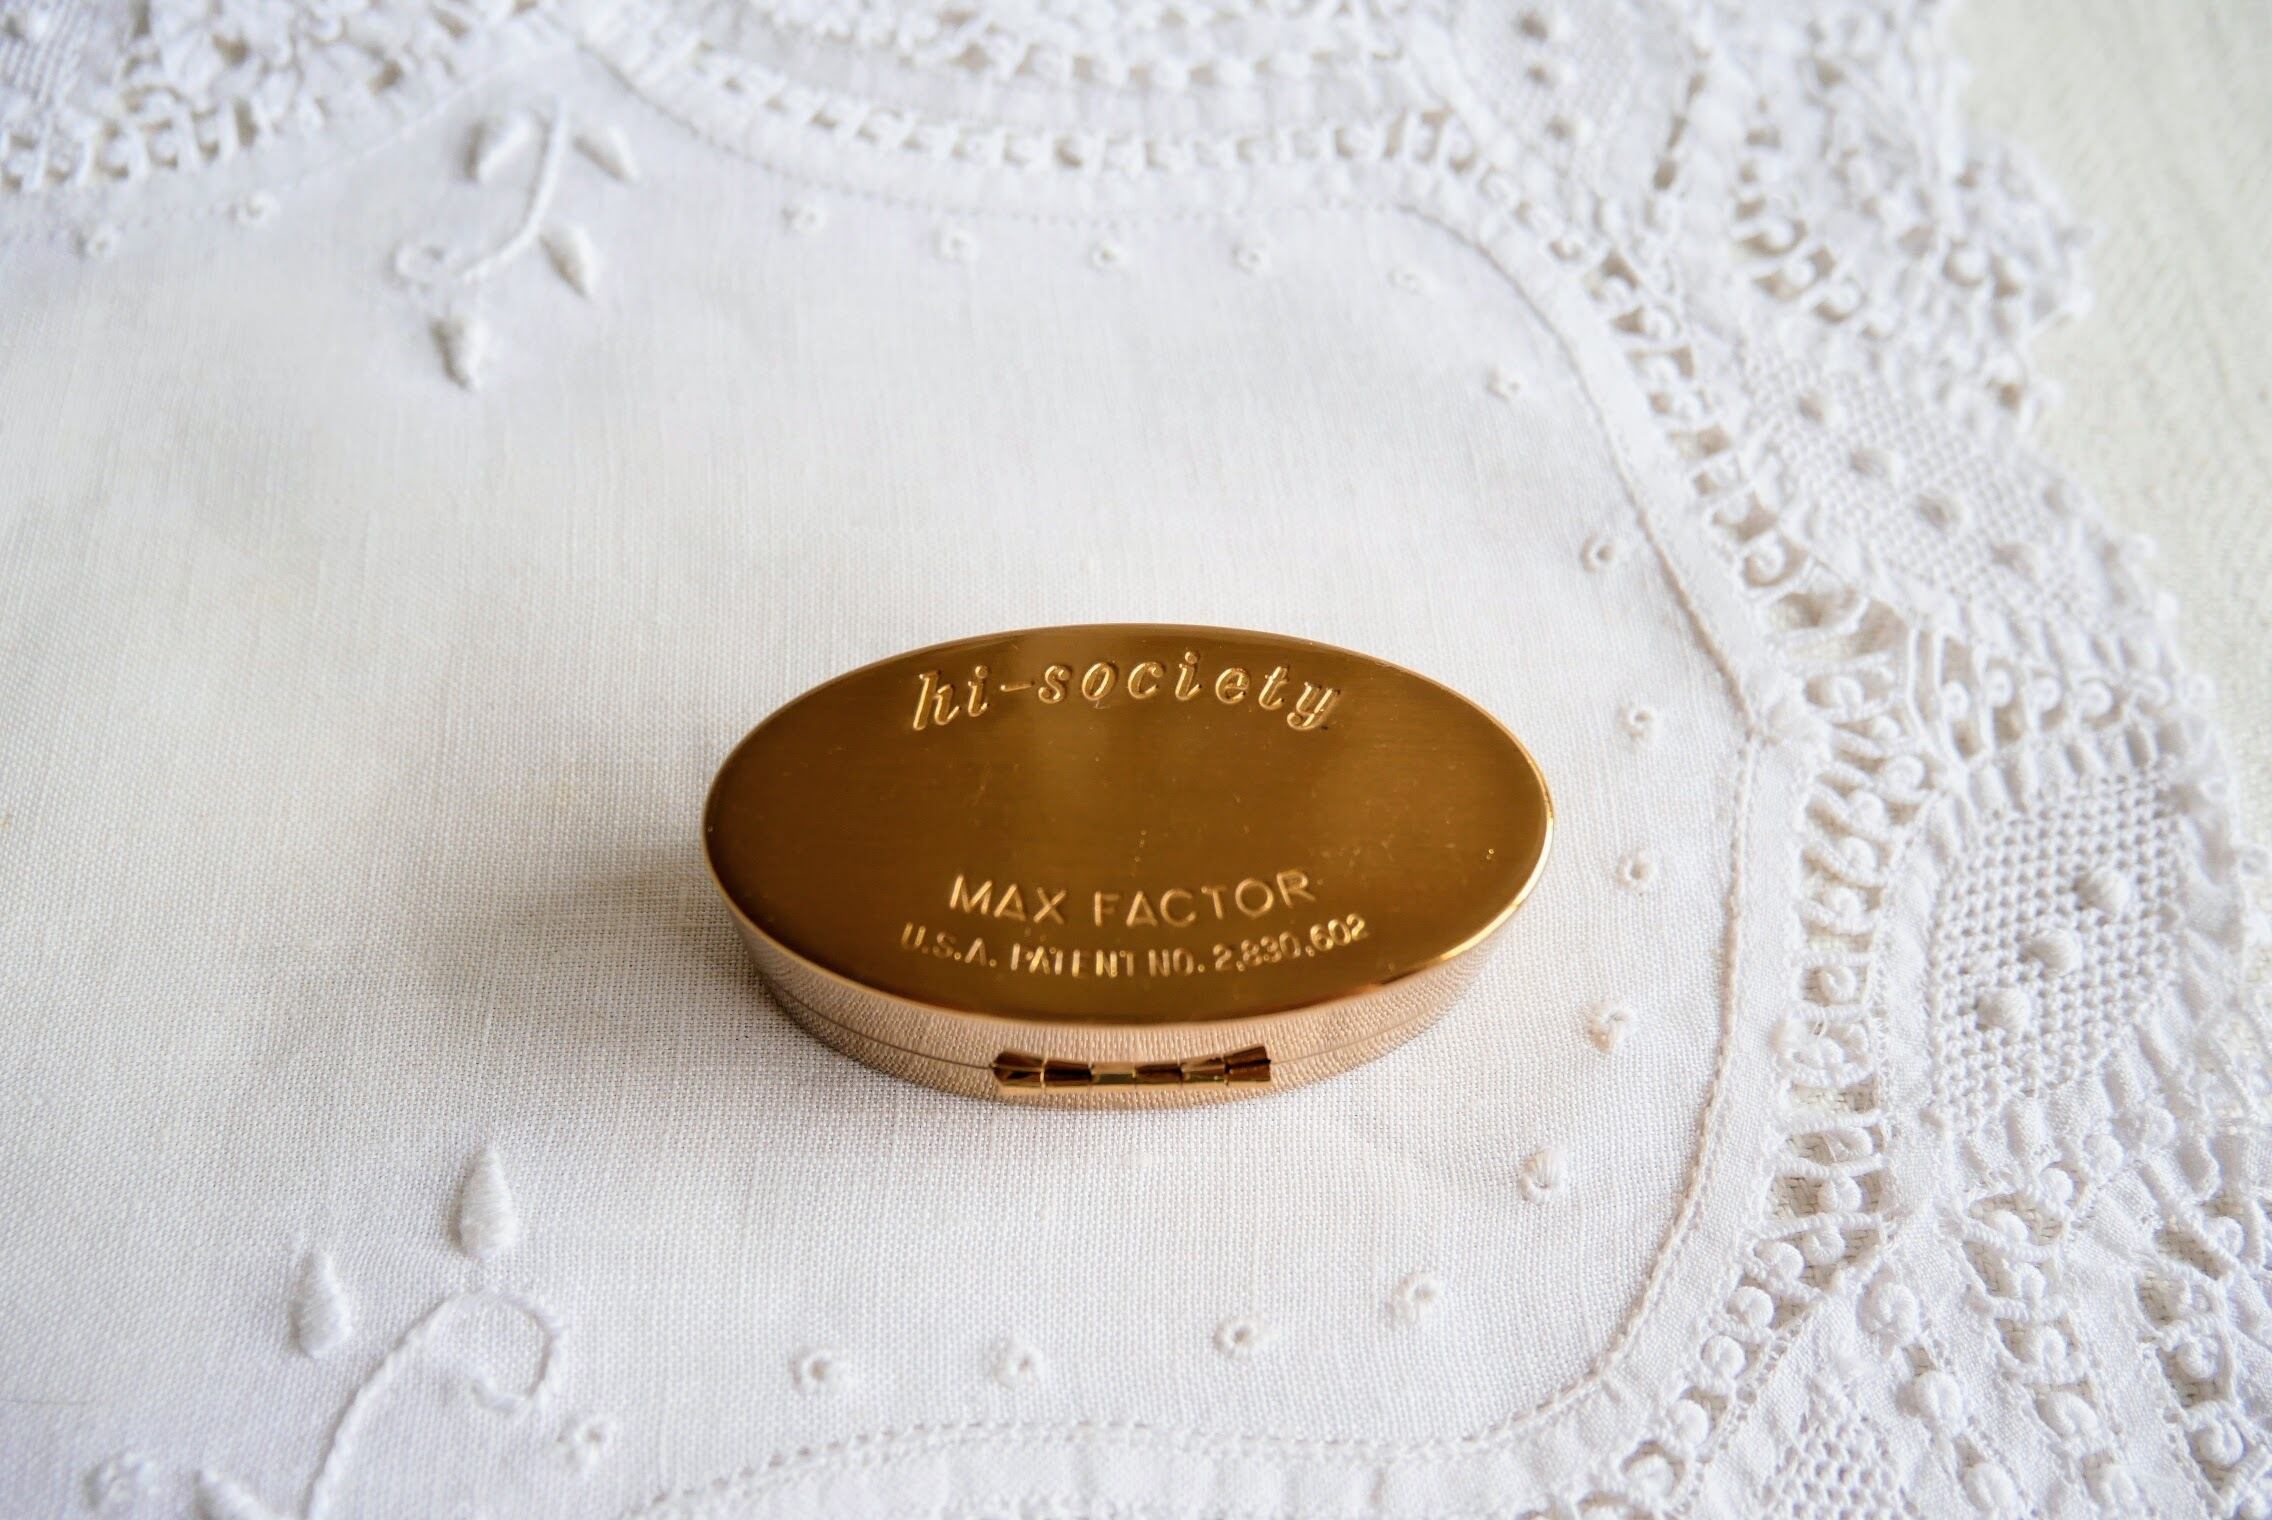 hi-society
MAX FACTOR
U.S.A. PATENT NO. 2,830,602